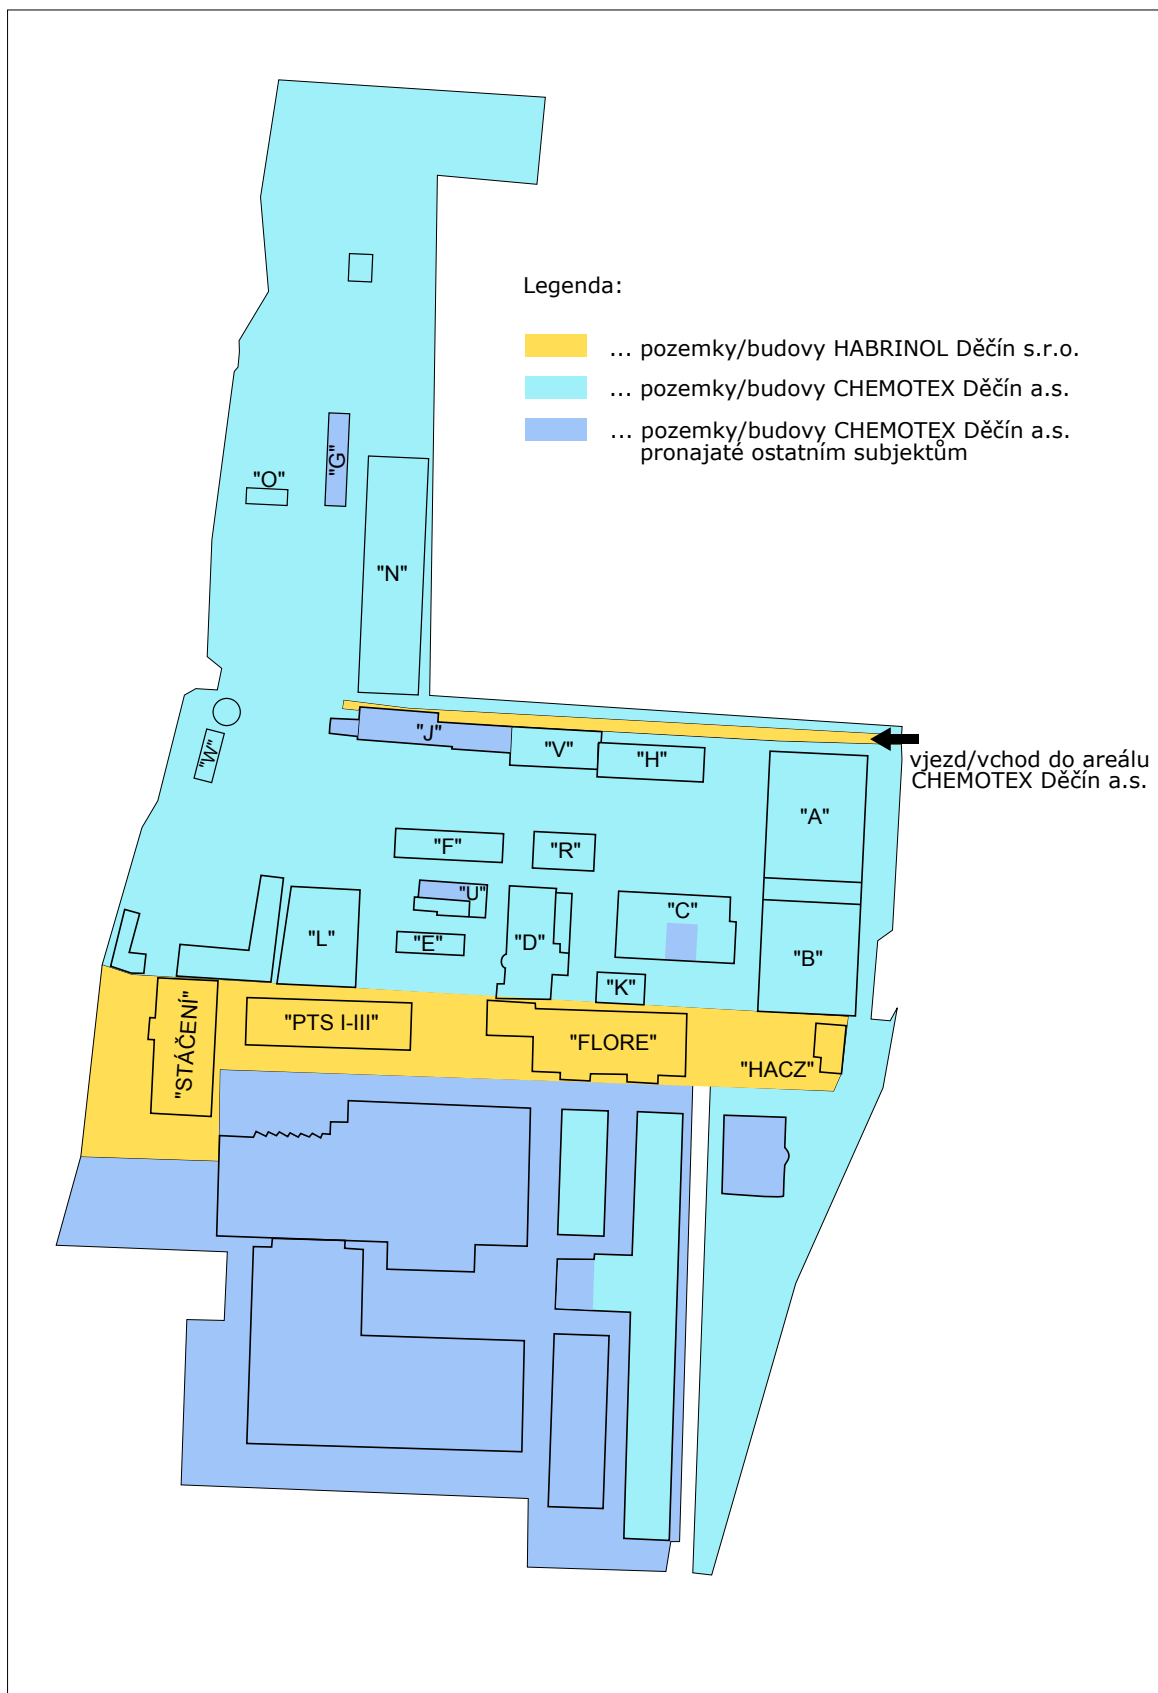 Legenda:
... pozemky/budovy HABRINOL Děčín s.r.o.
... pozemky/budovy CHEMOTEX Děčín a.s.
... pozemky/budovy CHEMOTEX Děčín a.s.
pronajaté ostatním subjektům
"G"
"O"
"N"
"J"
"V"
"H"
"W"
vjezd/vchod do areálu
CHEMOTEX Děčín a.s.
"A"
"F"
"R"
"U"
"C"
"L"
"E"
"D"
"B"
"K"
"STÁČENÍ"
"PTS I-III"
"FLORE"
"HACZ"